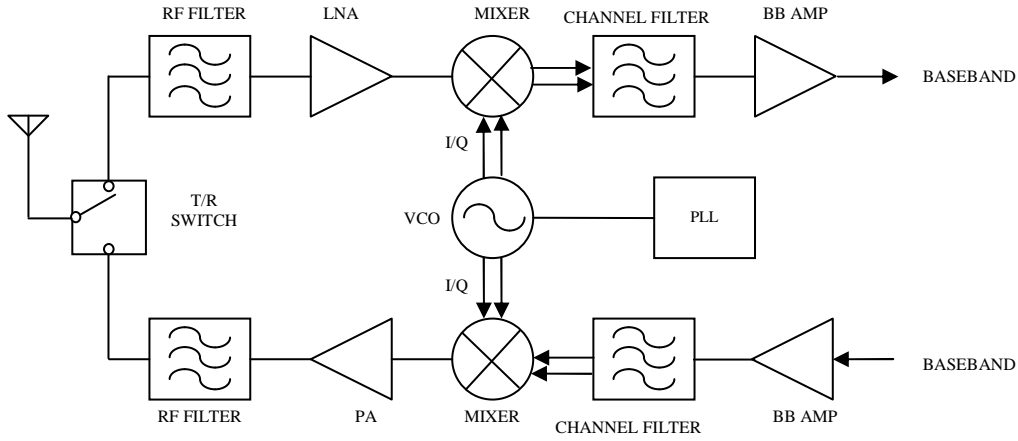 RF FILTER
LNA
MIXER
CHANNEL FILTER
BB AMP
BASEBAND
I/Q
T/R
SWITCH
VCO
PLL
I/Q
BASEBAND
RF FILTER
PA
MIXER
CHANNEL FILTER
BB AMP